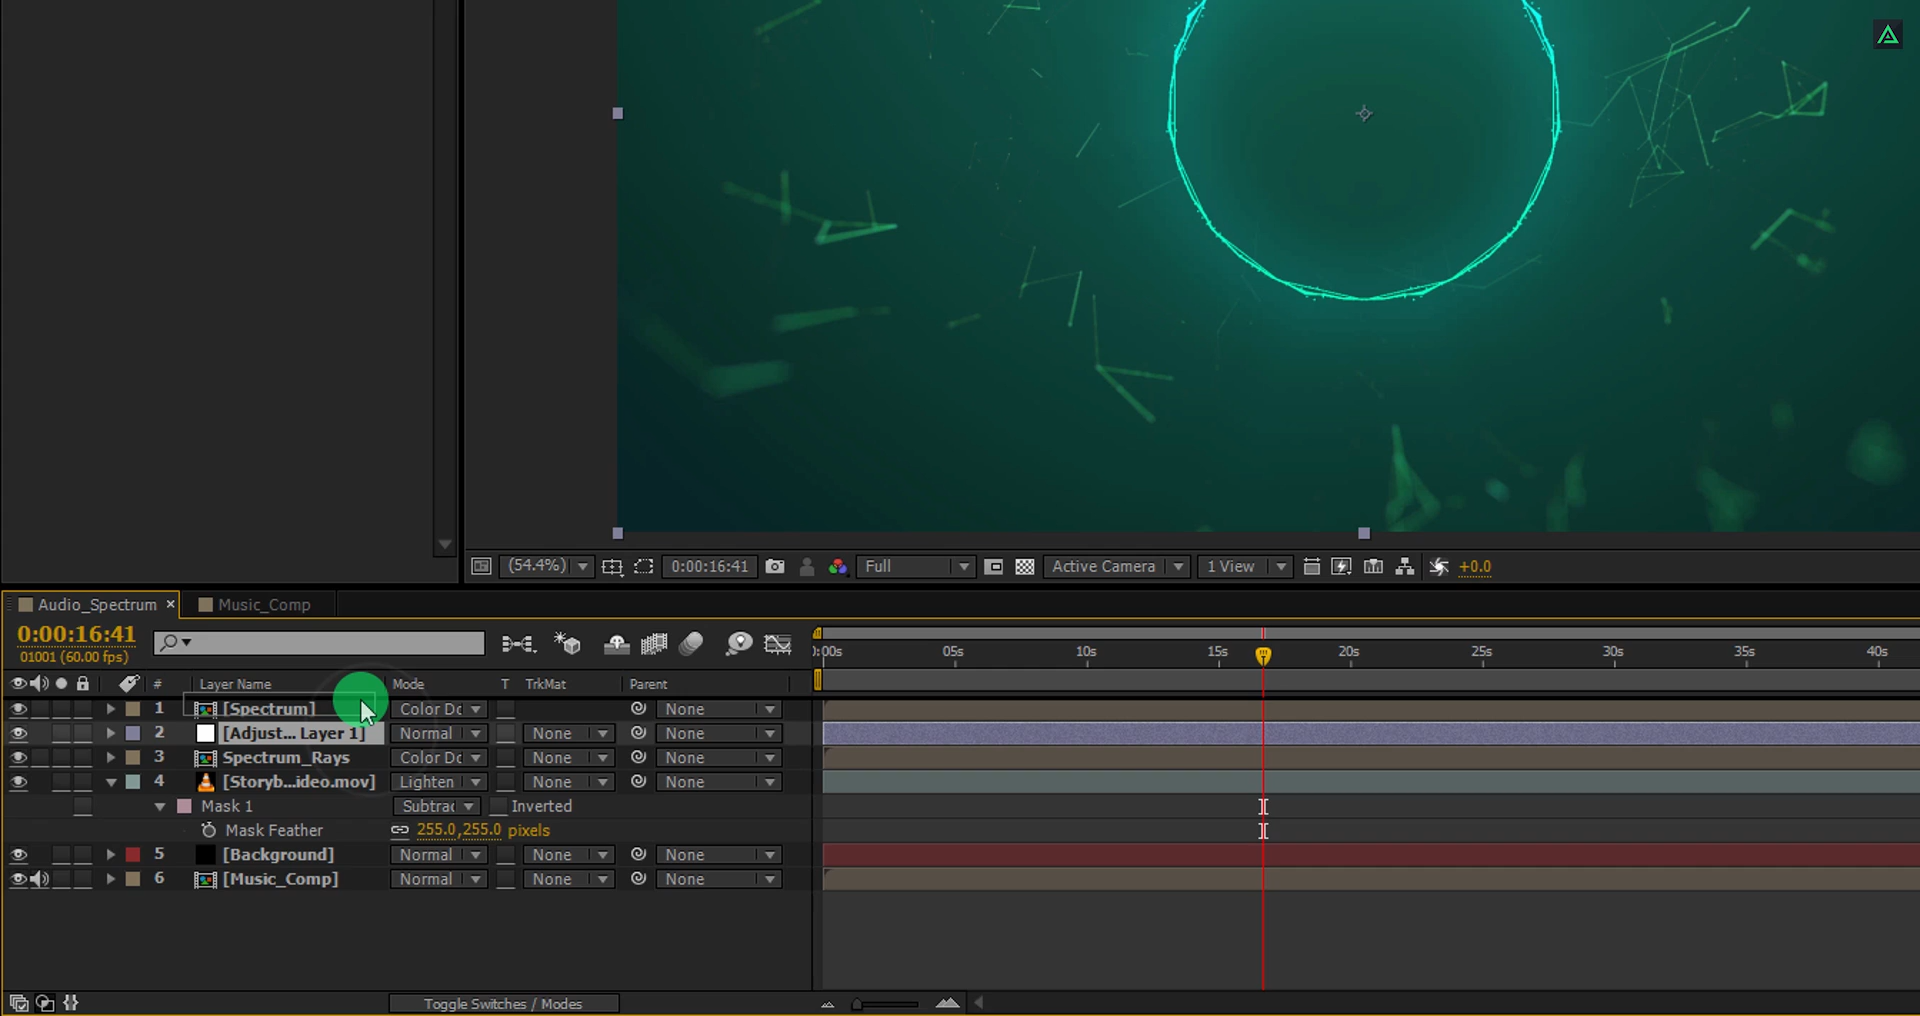 (54.4%) 0:00:16:41 Full Active Camera 1 View +0.0
Audio_Spectrum × Music_Comp
0:00:16:41
01001 (60.00 fps)
:00s 05s 10s 15s 20s 25s 30s 35s 40s
# Layer Name Mode T TrkMat Parent
1 [Spectrum] Color Dc None
2 [Adjust... Layer 1] Normal None None
3 Spectrum_Rays Color Dc None None
4 [Storyb...ideo.mov] Lighten None None
Mask 1 Subtrac Inverted
Mask Feather 255.0,255.0 pixels
5 [Background] Normal None None
6 [Music_Comp] Normal None None
Toggle Switches / Modes